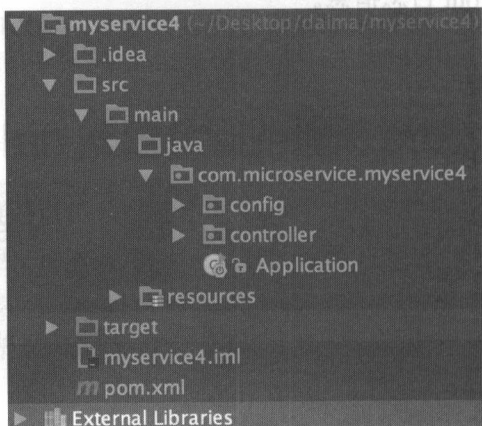 myservice4 (~/Desktop/daima/myservice4)
.idea
src
main
java
com.microservice.myservice4
config
controller
Application
resources
target
myservice4.iml
pom.xml
External Libraries